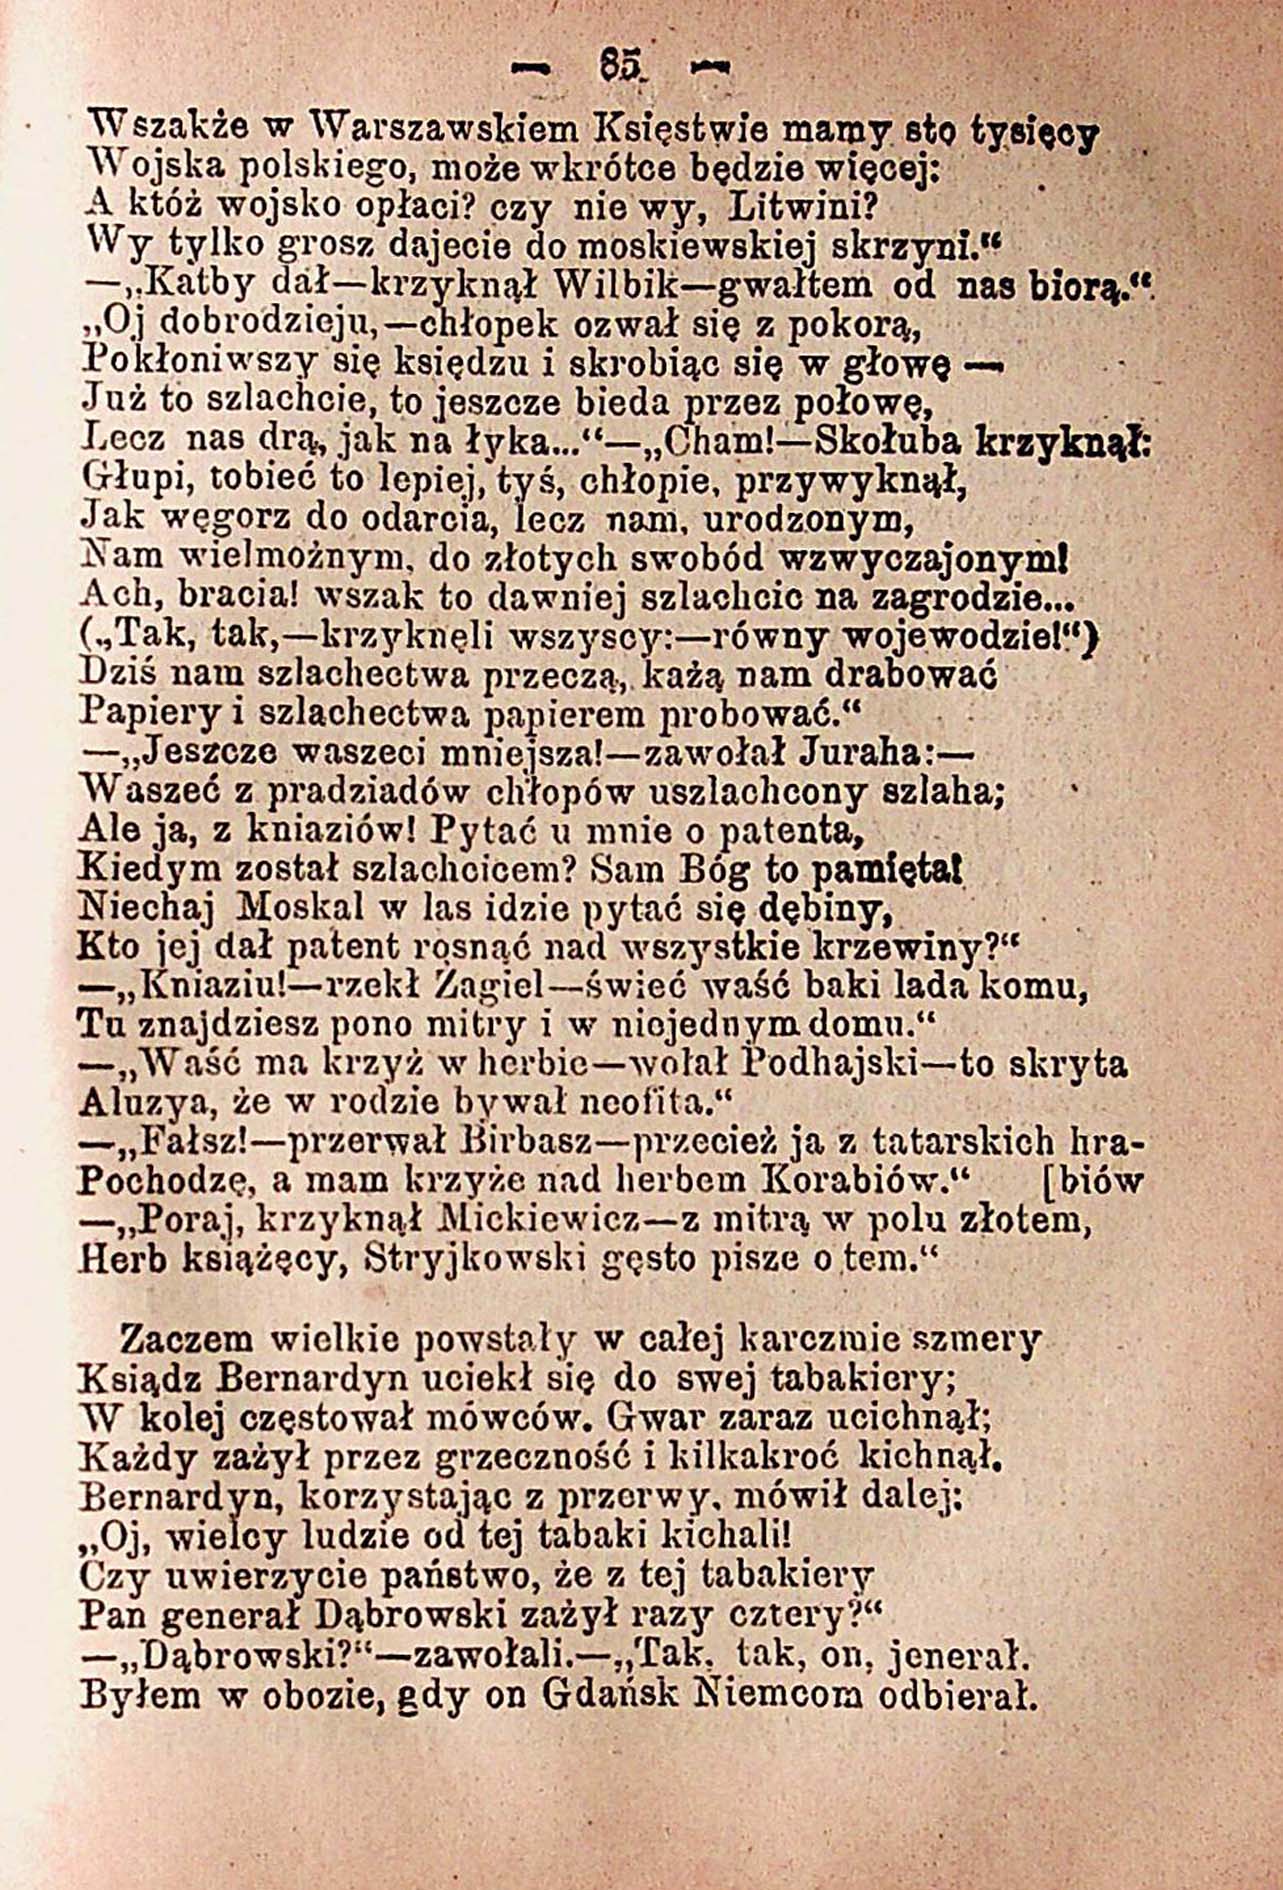 — 85 —
Wszakże w Warszawskiem Księstwie mamy sto tysięcy
Wojska polskiego, może wkrótce będzie więcej:
A któż wojsko opłaci? czy nie wy, Litwini?
Wy tylko grosz dajecie do moskiewskiej skrzyni.“
—„Katby dał—krzyknął Wilbik—gwałtem od nas biorą.“
„Oj dobrodzieju,—chłopek ozwał się z pokorą,
Pokłoniwszy się księdzu i skrobiąc się w głowę —
Już to szlachcie, to jeszcze bieda przez połowę,
Lecz nas drą, jak na łyka...“—„Cham!—Skołuba krzyknął:
Głupi, tobieć to lepiej, tyś, chłopie, przywyknął,
Jak węgorz do odarcia, lecz nam, urodzonym,
Nam wielmożnym, do złotych swobód wzwyczajonym!
Ach, bracia! wszak to dawniej szlachcic na zagrodzie...
(„Tak, tak,—krzyknęli wszyscy:—równy wojewodzie!“)
Dziś nam szlachectwa przeczą, każą nam drabować
Papiery i szlachectwa papierem probować.“
—„Jeszcze waszeci mniejsza!—zawołał Juraha:—
Waszeć z pradziadów chłopów uszlachcony szlaha;
Ale ja, z kniaziów! Pytać u mnie o patenta,
Kiedym został szlachcicem? Sam Bóg to pamięta!
Niechaj Moskal w las idzie pytać się dębiny,
Kto jej dał patent rosnąć nad wszystkie krzewiny?“
—„Kniaziu!—rzekł Żagiel—świeć waść baki lada komu,
Tu znajdziesz pono mitry i w niejednym domu.“
—„Waść ma krzyż w herbie—wołał Podhajski—to skryta
Aluzya, że w rodzie bywał neofita.“
—„Fałsz!—przerwał Birbasz—przecież ja z tatarskich hra-
Pochodzę, a mam krzyże nad herbem Korabiów.“ [biów
—„Poraj, krzyknął Mickiewicz—z mitrą w polu złotem,
Herb książęcy, Stryjkowski gęsto pisze o tem.“
Zaczem wielkie powstały w całej karczmie szmery
Ksiądz Bernardyn uciekł się do swej tabakiery;
W kolej częstował mówców. Gwar zaraz ucichnął;
Każdy zażył przez grzeczność i kilkakroć kichnął.
Bernardyn, korzystając z przerwy, mówił dalej:
„Oj, wielcy ludzie od tej tabaki kichali!
Czy uwierzycie państwo, że z tej tabakiery
Pan generał Dąbrowski zażył razy cztery?“
—„Dąbrowski?“—zawołali.—„Tak, tak, on, jenerał.
Byłem w obozie, gdy on Gdańsk Niemcom odbierał.